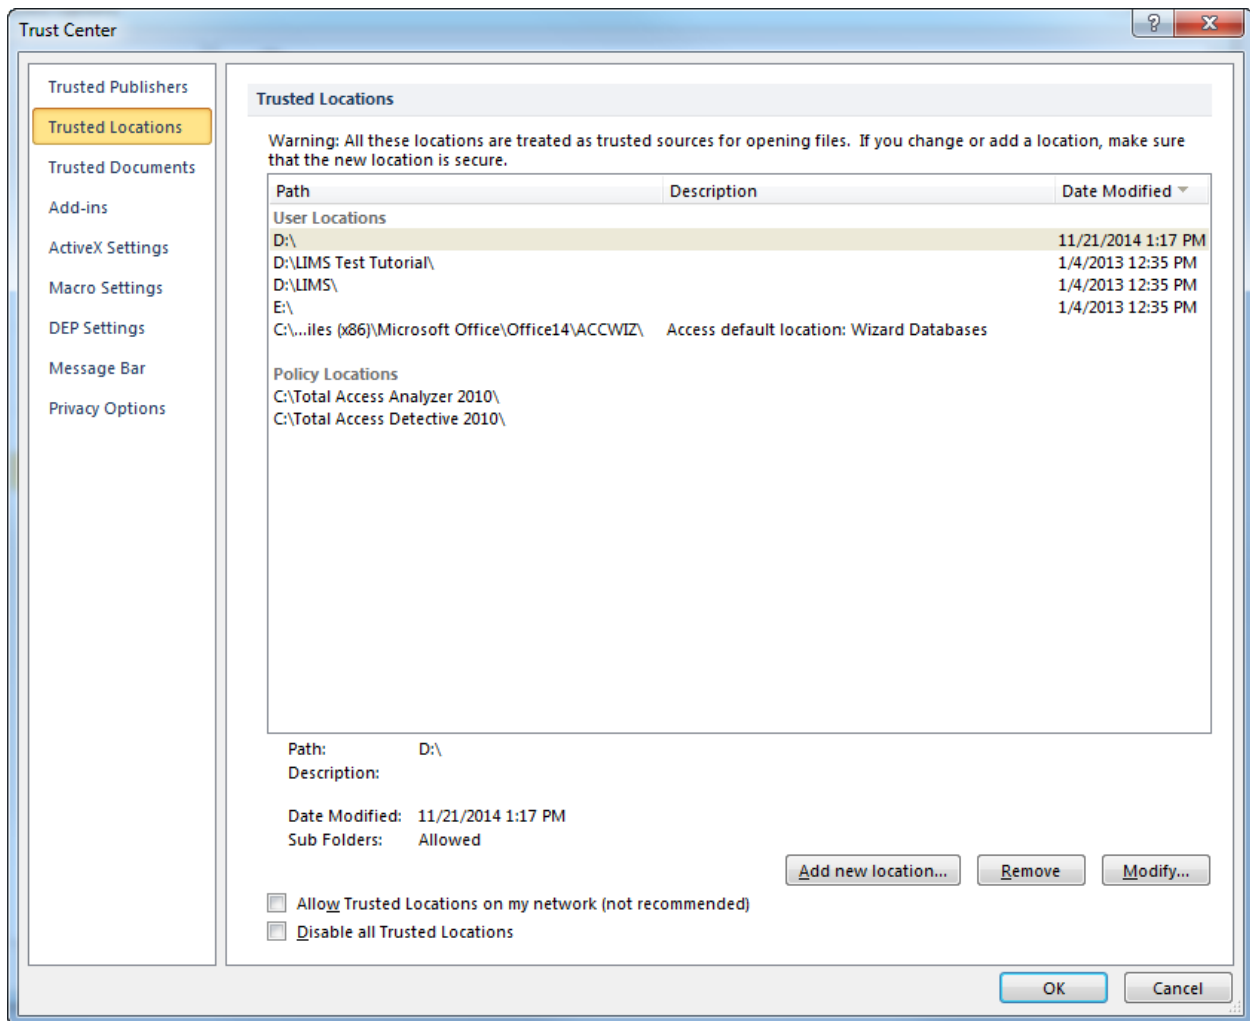 Trust Center
Trusted Publishers
Trusted Locations
Trusted Documents
Add-ins
ActiveX Settings
Macro Settings
DEP Settings
Message Bar
Privacy Options
Trusted Locations
Warning: All these locations are treated as trusted sources for opening files. If you change or add a location, make sure
that the new location is secure.
Path Description Date Modified
User Locations
D:\ 11/21/2014 1:17 PM
D:\LIMS Test Tutorial\ 1/4/2013 12:35 PM
D:\LIMS\ 1/4/2013 12:35 PM
E:\ 1/4/2013 12:35 PM
C:\...iles (x86)\Microsoft Office\Office14\ACCWIZ\ Access default location: Wizard Databases
Policy Locations
C:\Total Access Analyzer 2010\
C:\Total Access Detective 2010\
Path: D:\
Description:
Date Modified: 11/21/2014 1:17 PM
Sub Folders: Allowed
Add new location... Remove Modify...
Allow Trusted Locations on my network (not recommended)
Disable all Trusted Locations
OK Cancel